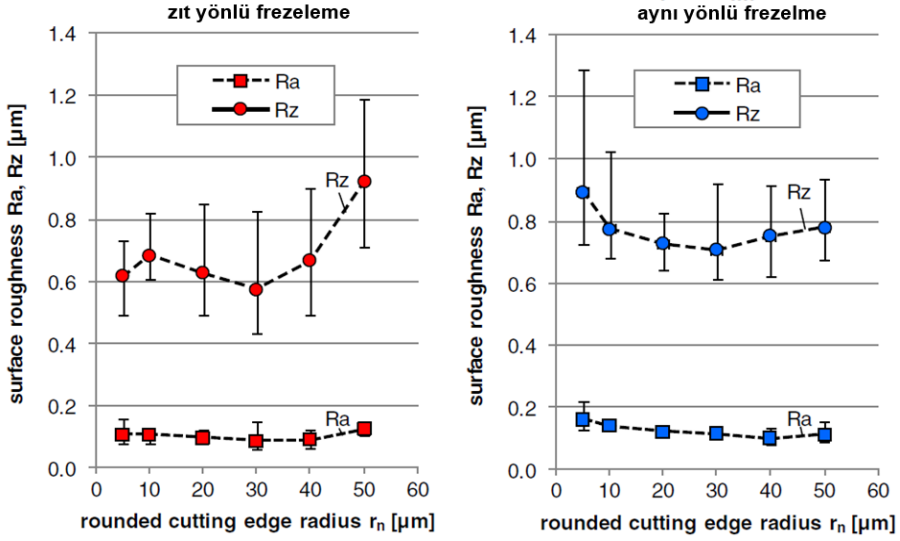 zıt yönlü frezeleme
surface roughness Ra, Rz [µm]
1.4
1.2
1.0
0.8
0.6
0.4
0.2
0.0
Ra
Rz
Rz
Ra
0 10 20 30 40 50 60
rounded cutting edge radius rn [µm]
aynı yönlü frezelme
surface roughness Ra, Rz [µm]
1.4
1.2
1.0
0.8
0.6
0.4
0.2
0.0
Ra
Rz
Rz
Ra
0 10 20 30 40 50 60
rounded cutting edge radius rn [µm]